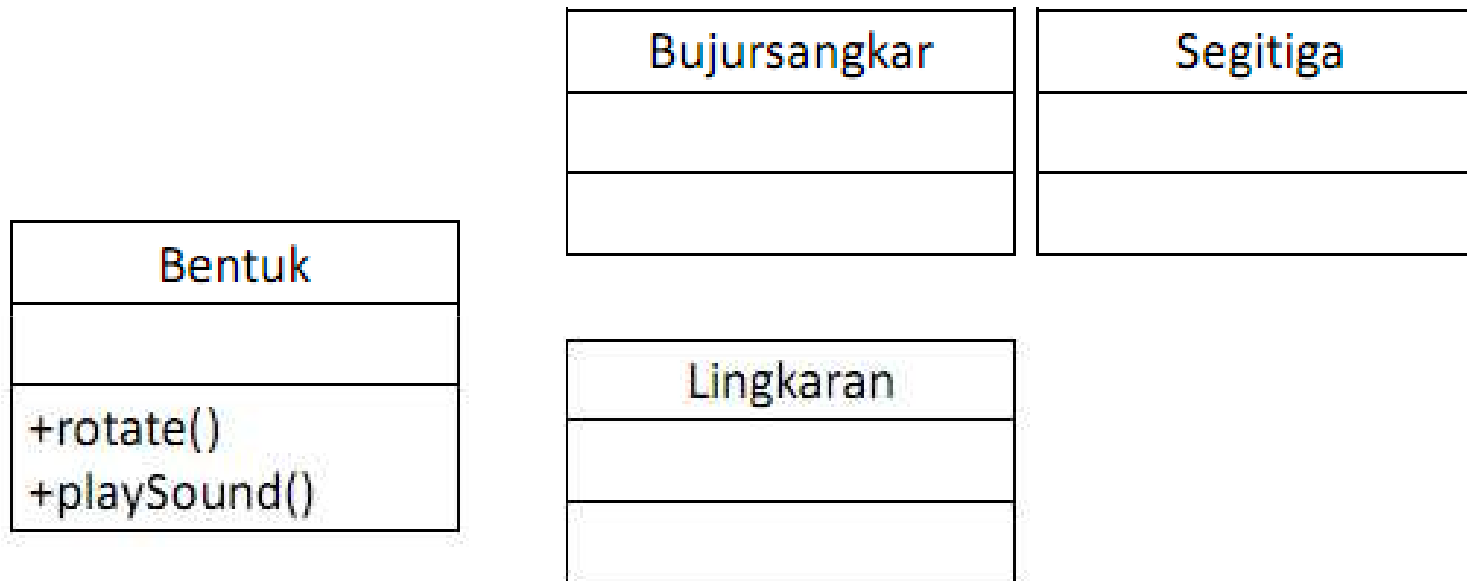 Bujursangkar
Segitiga
Bentuk
+rotate()
+playSound()
Lingkaran